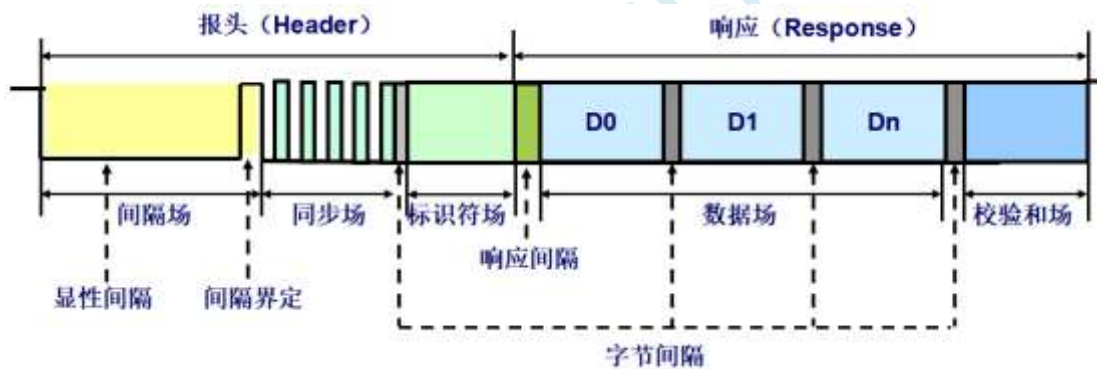 报头（Header）
响应（Response）
D0
D1
Dn
间隔场
同步场
标识符场
数据场
校验和场
响应间隔
显性间隔
间隔界定
字节间隔